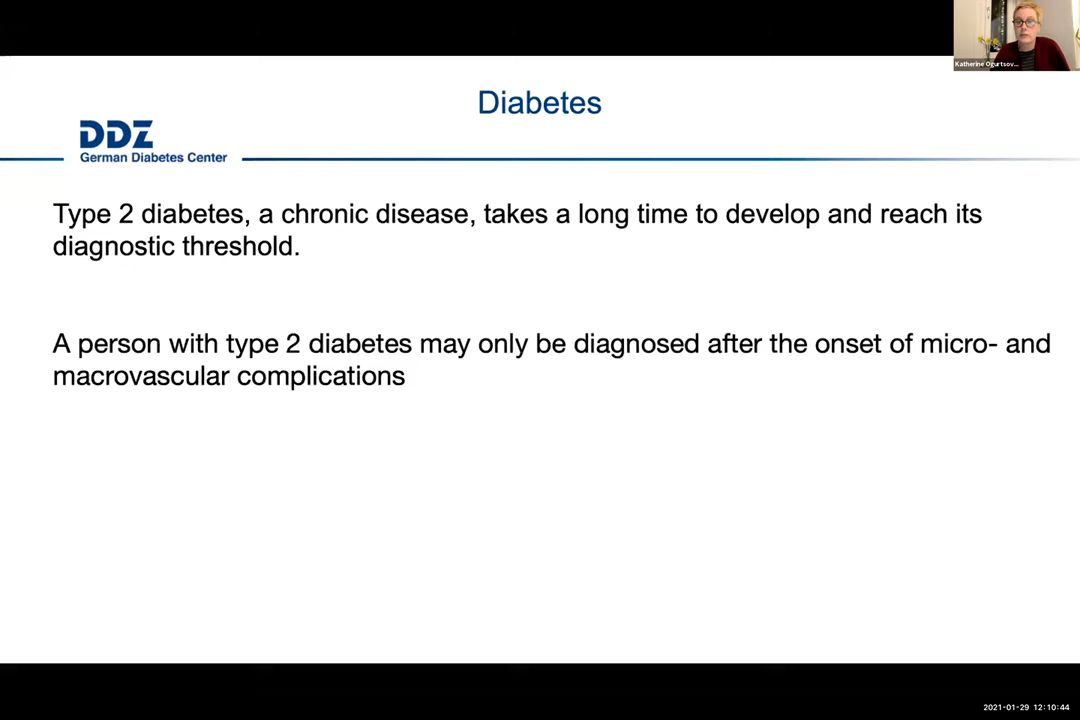 Katherine Ogurtsov...
Diabetes
DDZ
German Diabetes Center
Type 2 diabetes, a chronic disease, takes a long time to develop and reach its
diagnostic threshold.
A person with type 2 diabetes may only be diagnosed after the onset of micro- and
macrovascular complications
2021-01-29 12:10:44